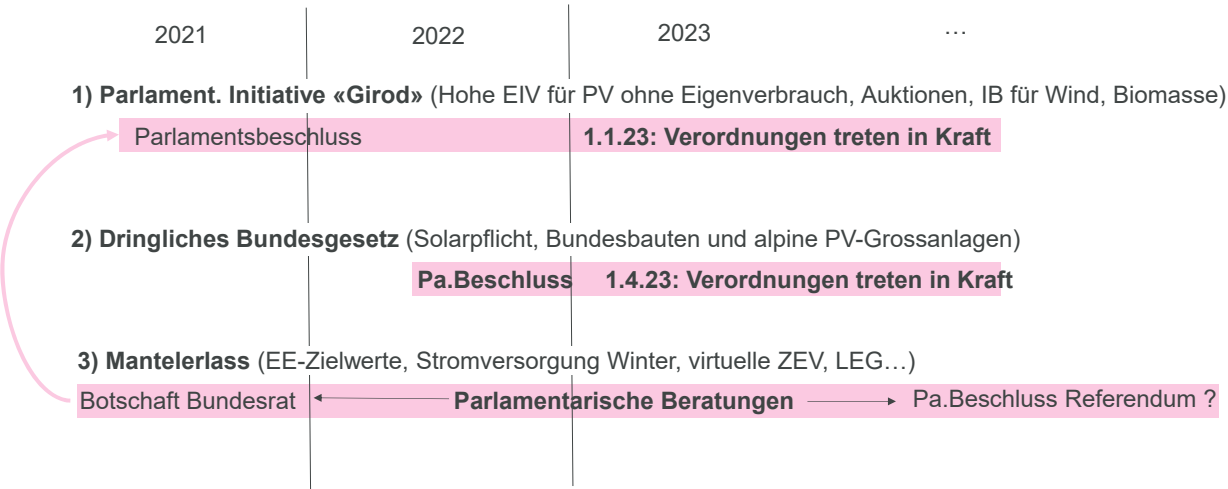 2021 2022 2023 …
1) Parlament. Initiative «Girod» (Hohe EIV für PV ohne Eigenverbrauch, Auktionen, IB für Wind, Biomasse)
Parlamentsbeschluss 1.1.23: Verordnungen treten in Kraft
2) Dringliches Bundesgesetz (Solarpflicht, Bundesbauten und alpine PV-Grossanlagen)
Pa.Beschluss 1.4.23: Verordnungen treten in Kraft
3) Mantelerlass (EE-Zielwerte, Stromversorgung Winter, virtuelle ZEV, LEG…)
Botschaft Bundesrat Parlamentarische Beratungen Pa.Beschluss Referendum ?